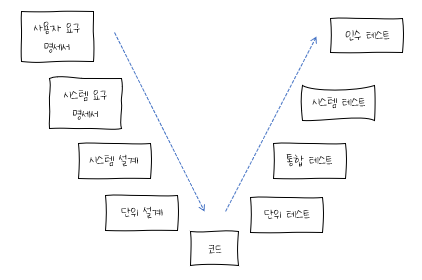 사용자 요구
명세서
인수 테스트
시스템 요구
명세서
시스템 테스트
시스템 설계
통합 테스트
단위 설계
단위 테스트
코드